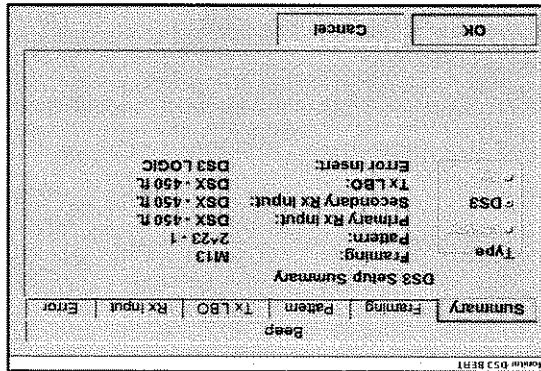 Monitor DS3 BERT
Beep
Summary Framing Pattern Tx LBO Rx Input Error
Type
DS3
DS3 Setup Summary
Framing: M13
Pattern: 2^23 - 1
Primary Rx Input: DSX - 450 ft.
Secondary Rx Input: DSX - 450 ft.
Tx LBO: DSX - 450 ft.
Error Insert: DS3 LOGIC
OK Cancel